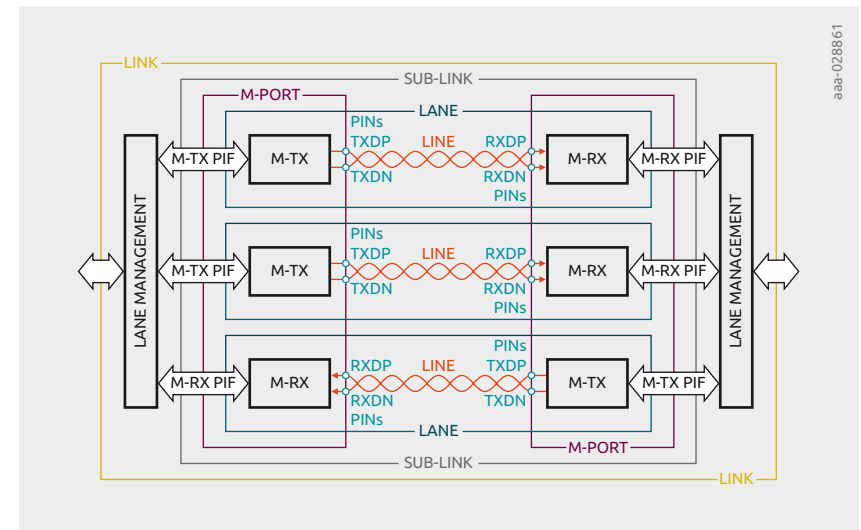 aaa-028861
LINK
SUB-LINK
M-PORT
LANE
PINs
TXDP LINE RXDP
M-TX PIF M-TX M-RX M-RX PIF
TXDN RXDN
PINs
LANE MANAGEMENT
LANE MANAGEMENT
PINs
TXDP LINE RXDP
M-TX PIF M-TX M-RX M-RX PIF
TXDN RXDN
PINs
PINs
RXDP LINE TXDP
M-RX PIF M-RX M-TX M-TX PIF
RXDN TXDN
PINs
LANE
M-PORT
SUB-LINK
LINK